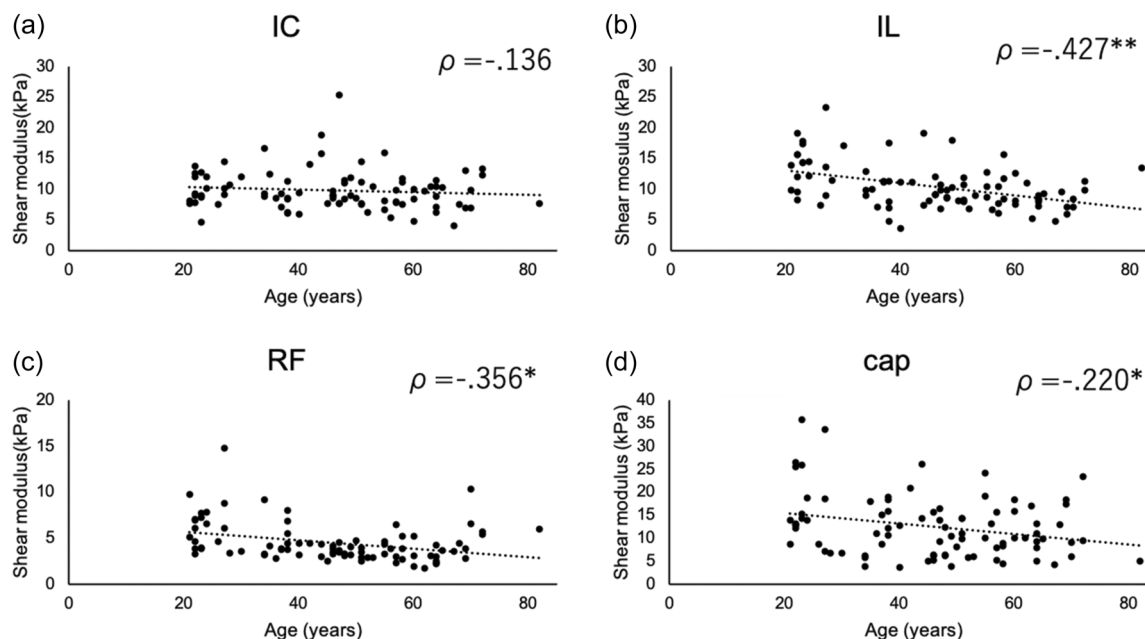 (a)
IC
ρ =-.136
Shear modulus(kPa)
30
25
20
15
10
5
0
0 20 40 60 80
Age (years)
(b)
IL
ρ =-.427**
Shear mosulus (kPa)
30
25
20
15
10
5
0
0 20 40 60 80
Age (years)
(c)
RF
ρ =-.356*
Shear modulus(kPa)
20
15
10
5
0
0 20 40 60 80
Age (years)
(d)
cap
ρ =-.220*
Shear modulus (kPa)
40
35
30
25
20
15
10
5
0
0 20 40 60 80
Age (years)